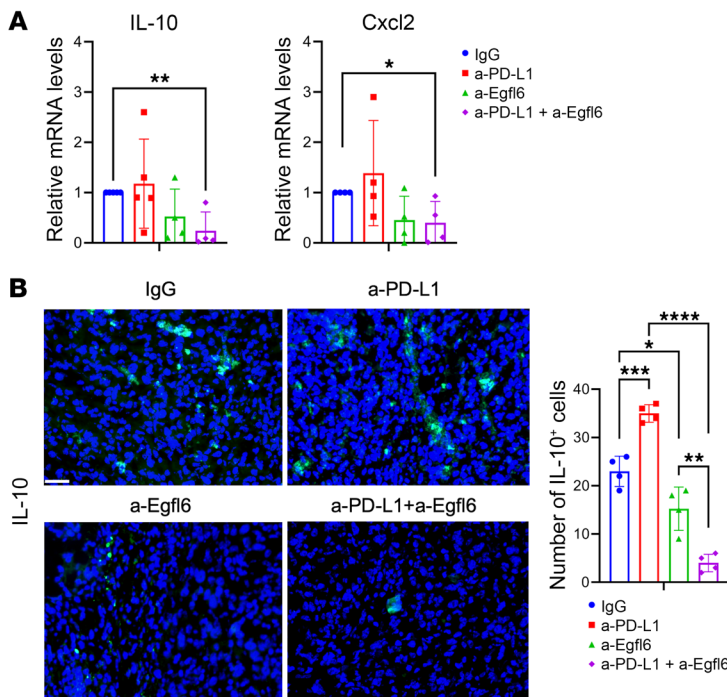 A
IL-10
Relative mRNA levels
4
3
2
1
0
**
Cxcl2
Relative mRNA levels
4
3
2
1
0
*
IgG
a-PD-L1
a-Egfl6
a-PD-L1 + a-Egfl6
B
IL-10
IgG
a-PD-L1
a-Egfl6
a-PD-L1+a-Egfl6
Number of IL-10+ cells
40
30
20
10
0
****
*
***
**
IgG
a-PD-L1
a-Egfl6
a-PD-L1 + a-Egfl6